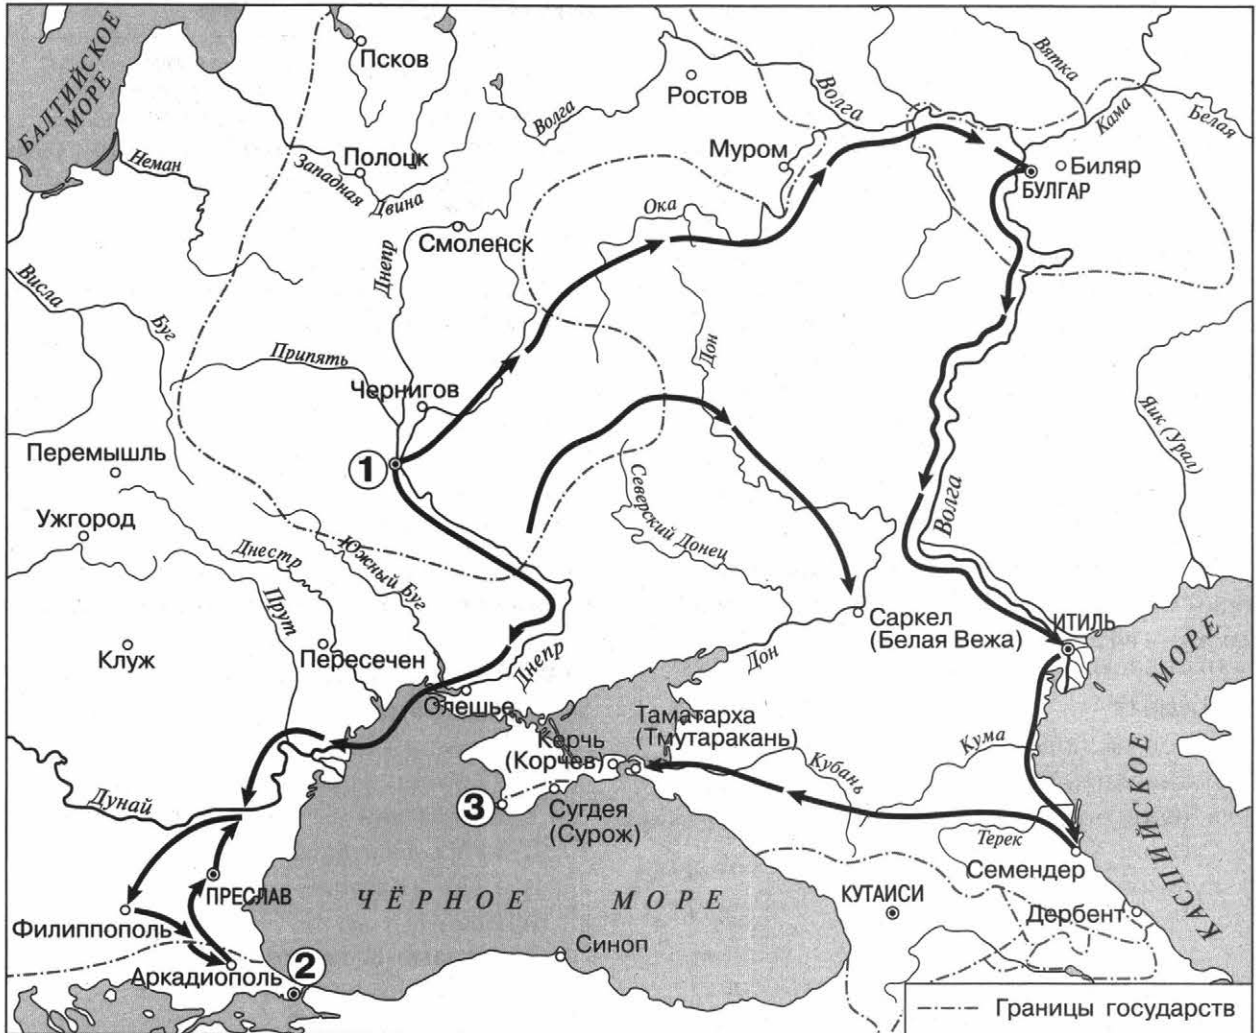 БАЛТИЙСКОЕ
МОРЕ
Псков
Вятка
Ростов
Волга
Волга
Кама
Белая
Неман
Полоцк
Западная
Двина
Муром
Биляр
БУЛГАР
Ока
Смоленск
Днепр
Висла
Буг
Припять
Дон
Чернигов
Яик (Урал)
Перемышль
1
Северский Донец
Волга
Ужгород
Днестр
Южный Буг
Прут
Саркел
(Белая Вежа)
ИТИЛЬ
МОРЕ
Клуж
Пересечен
Днепр
Дон
Олешье
Таматарха
(Тмутаракань)
Керчь
(Корчев)
Кубань
Кума
КАСПИЙСКОЕ
Дунай
3
Сугдея
(Сурож)
Терек
Семендер
ПРЕСЛАВ
ЧЁРНОЕ МОРЕ
КУТАИСИ
Дербент
Филиппополь
Синоп
Аркадиополь
2
Границы государств